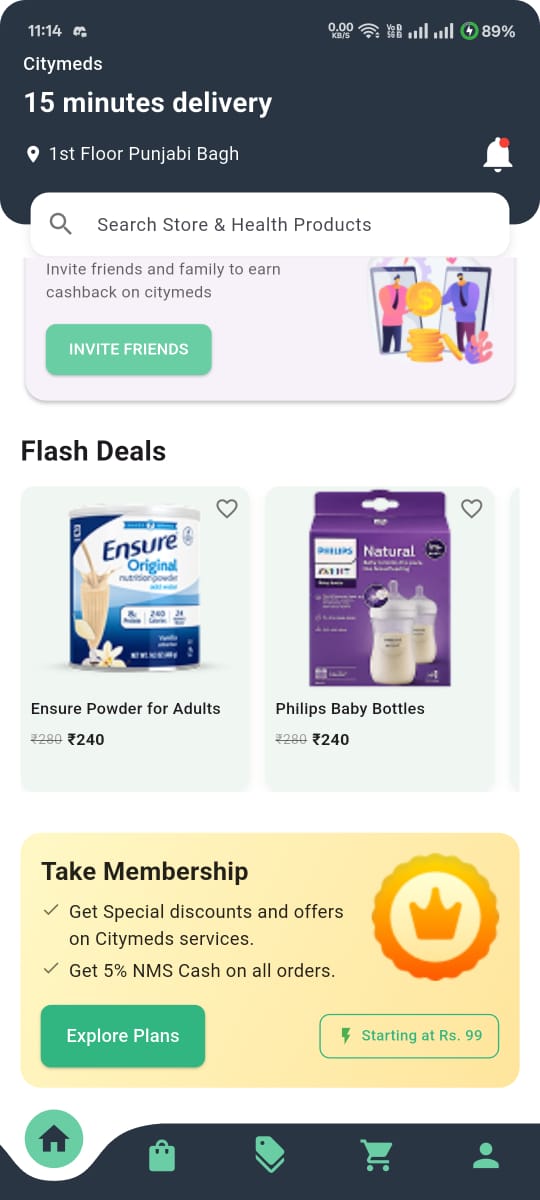 11:14
0.00 KB/S
Vo 5G
89%
Citymeds
15 minutes delivery
1st Floor Punjabi Bagh
Search Store & Health Products
Invite friends and family to earn
cashback on citymeds
INVITE FRIENDS
Flash Deals
Ensure
Original
nutrition powder
Vanilla
PHILIPS
AVENT
Natural
Ensure Powder for Adults
₹280 ₹240
Philips Baby Bottles
₹280 ₹240
Take Membership
Get Special discounts and offers
on Citymeds services.
Get 5% NMS Cash on all orders.
Explore Plans
Starting at Rs. 99